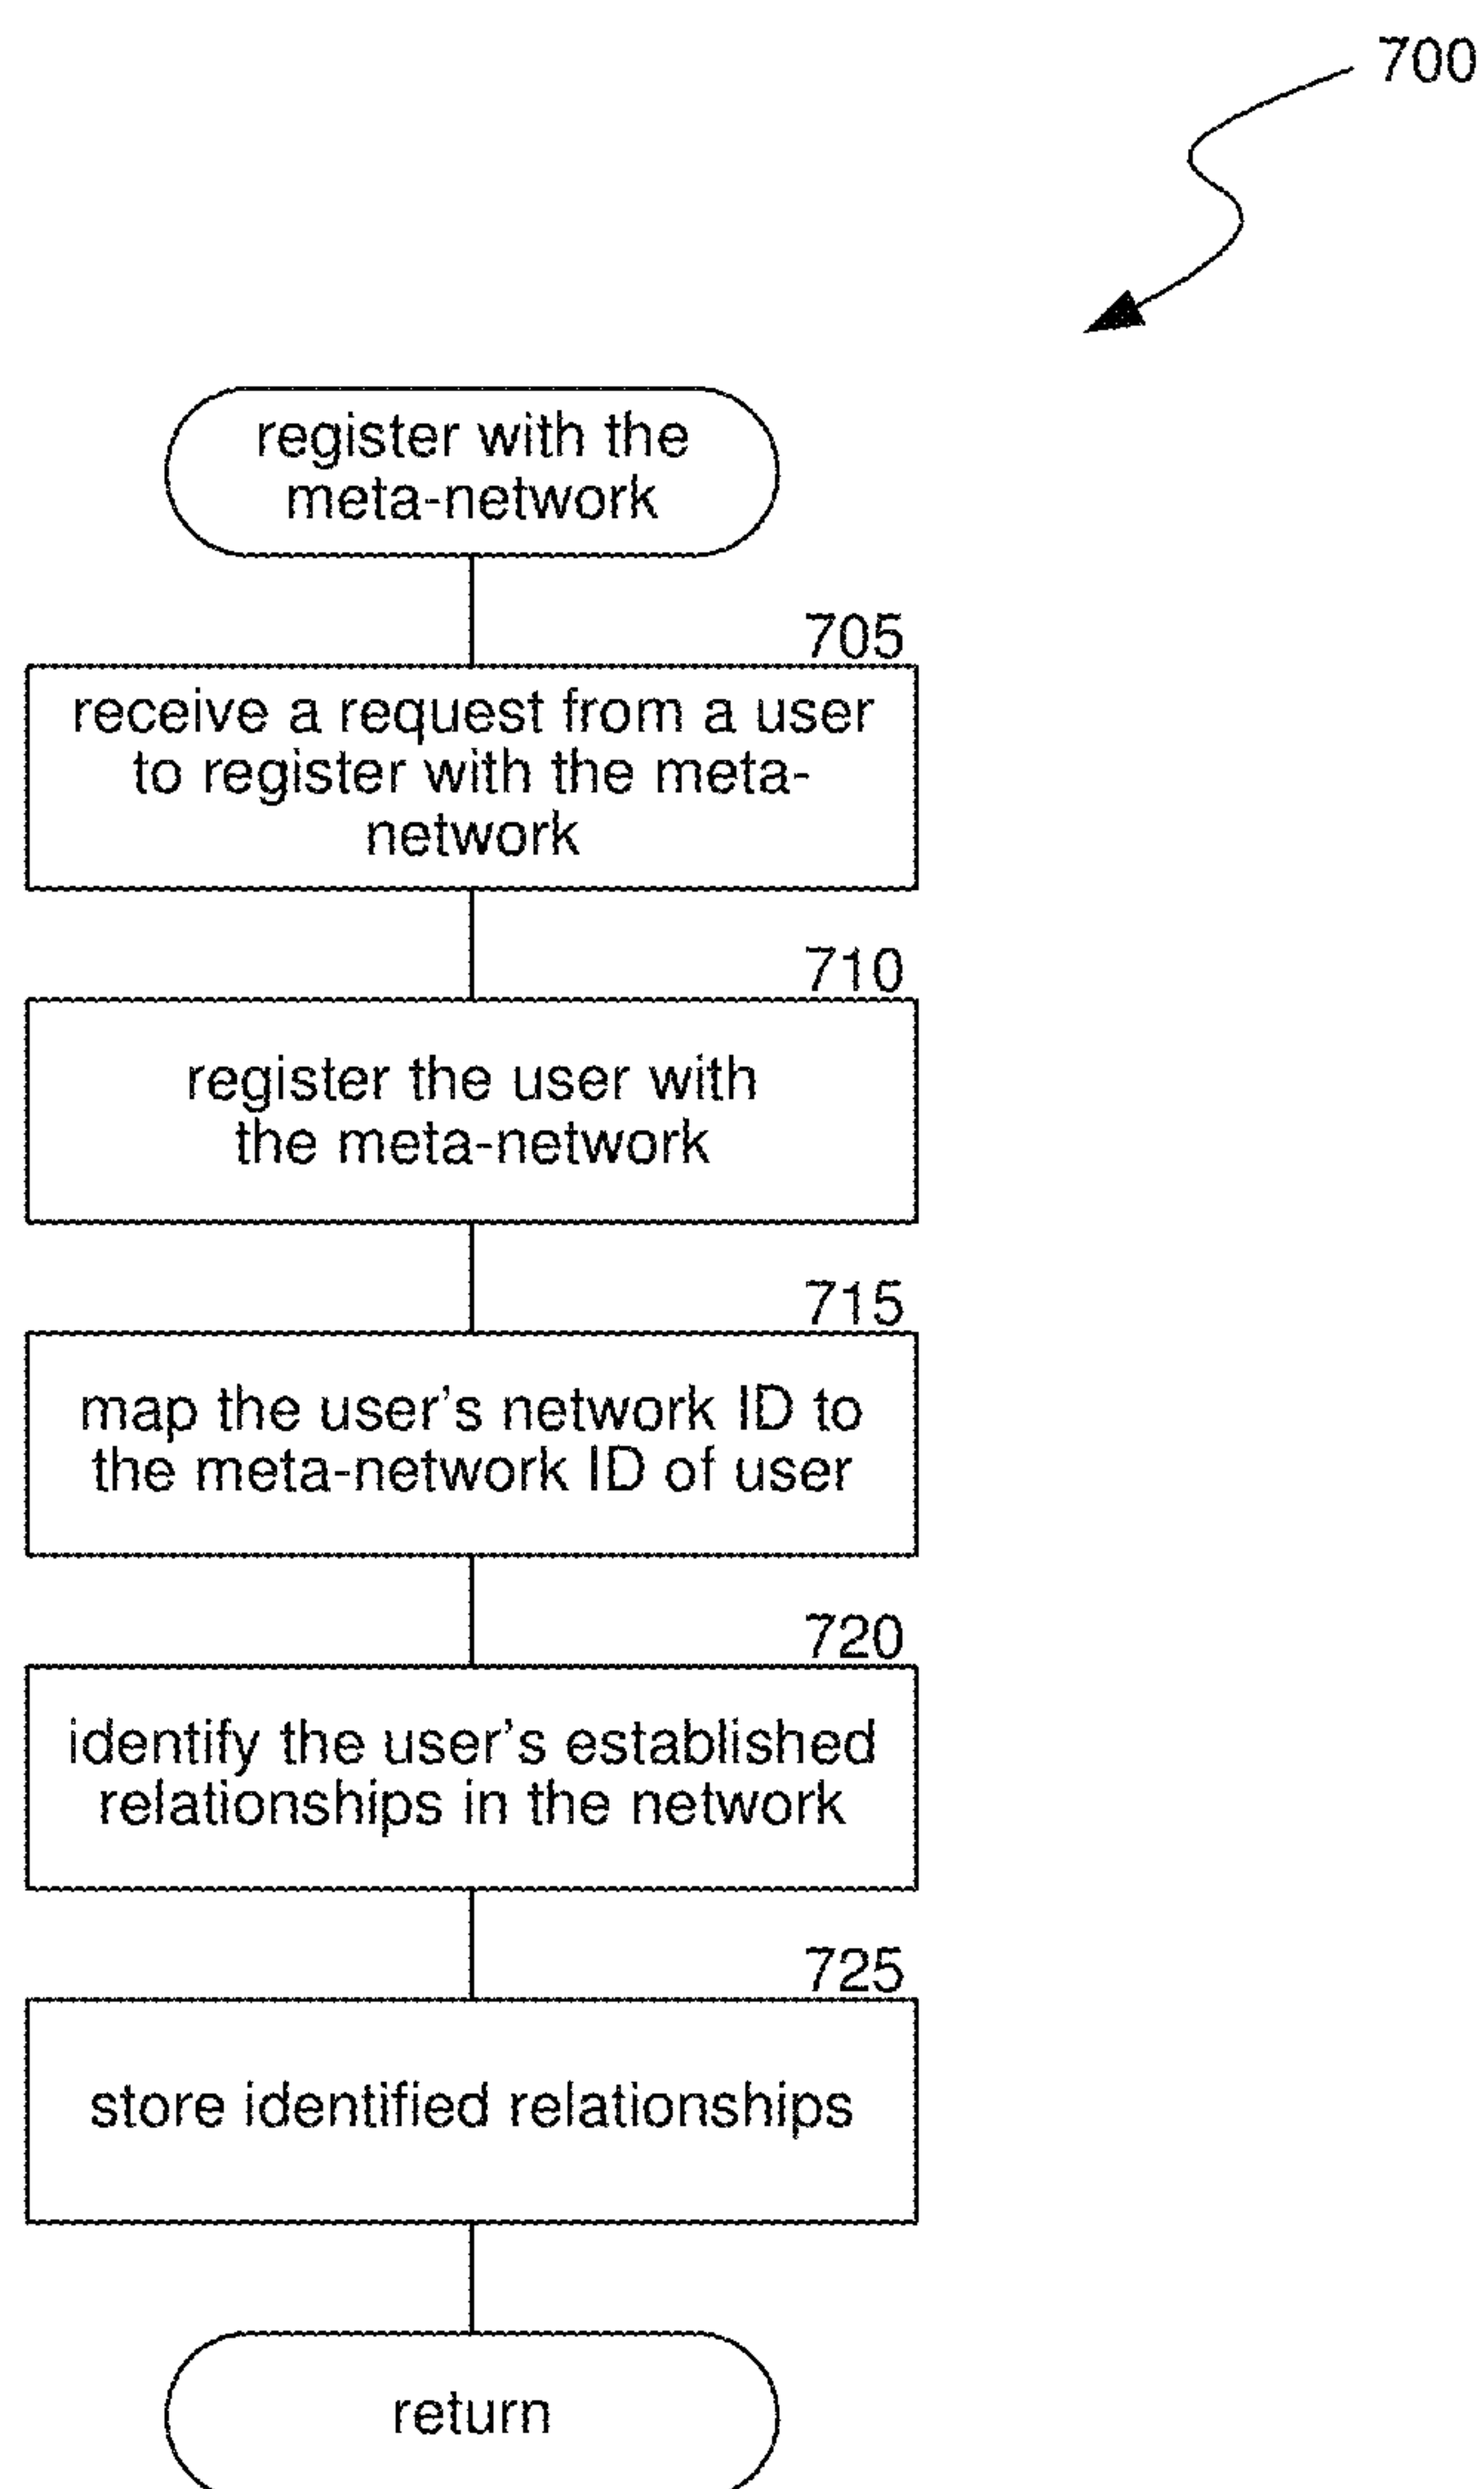 700
register with the
meta-network
705
receive a request from a user
to register with the meta-
network
710
register the user with
the meta-network
715
map the user's network ID to
the meta-network ID of user
720
identify the user's established
relationships in the network
725
store identified relationships
return